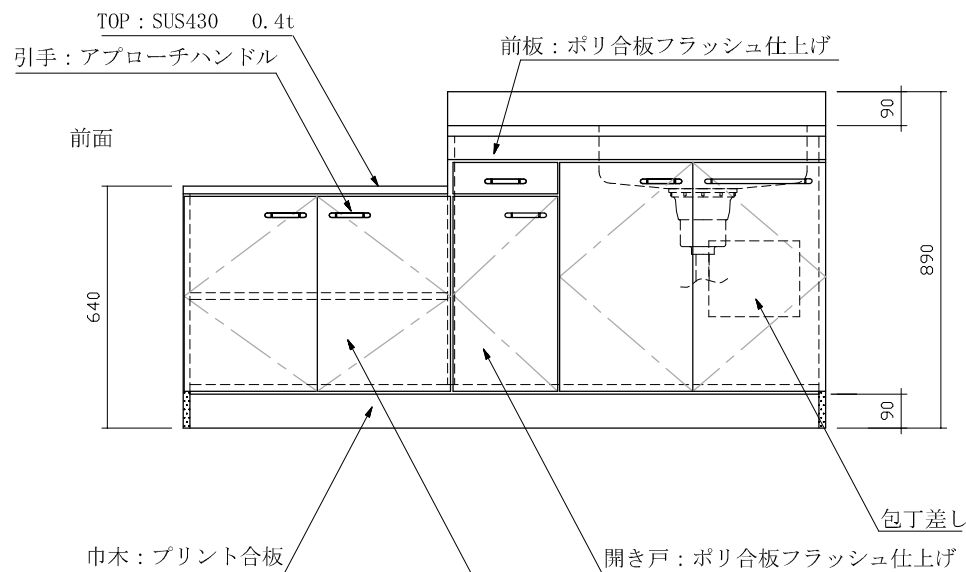 TOP：SUS430　0.4t
引手：アプローチハンドル
前板：ポリ合板フラッシュ仕上げ
前面
90
640
890
90
包丁差し
巾木：プリント合板
開き戸：ポリ合板フラッシュ仕上げ